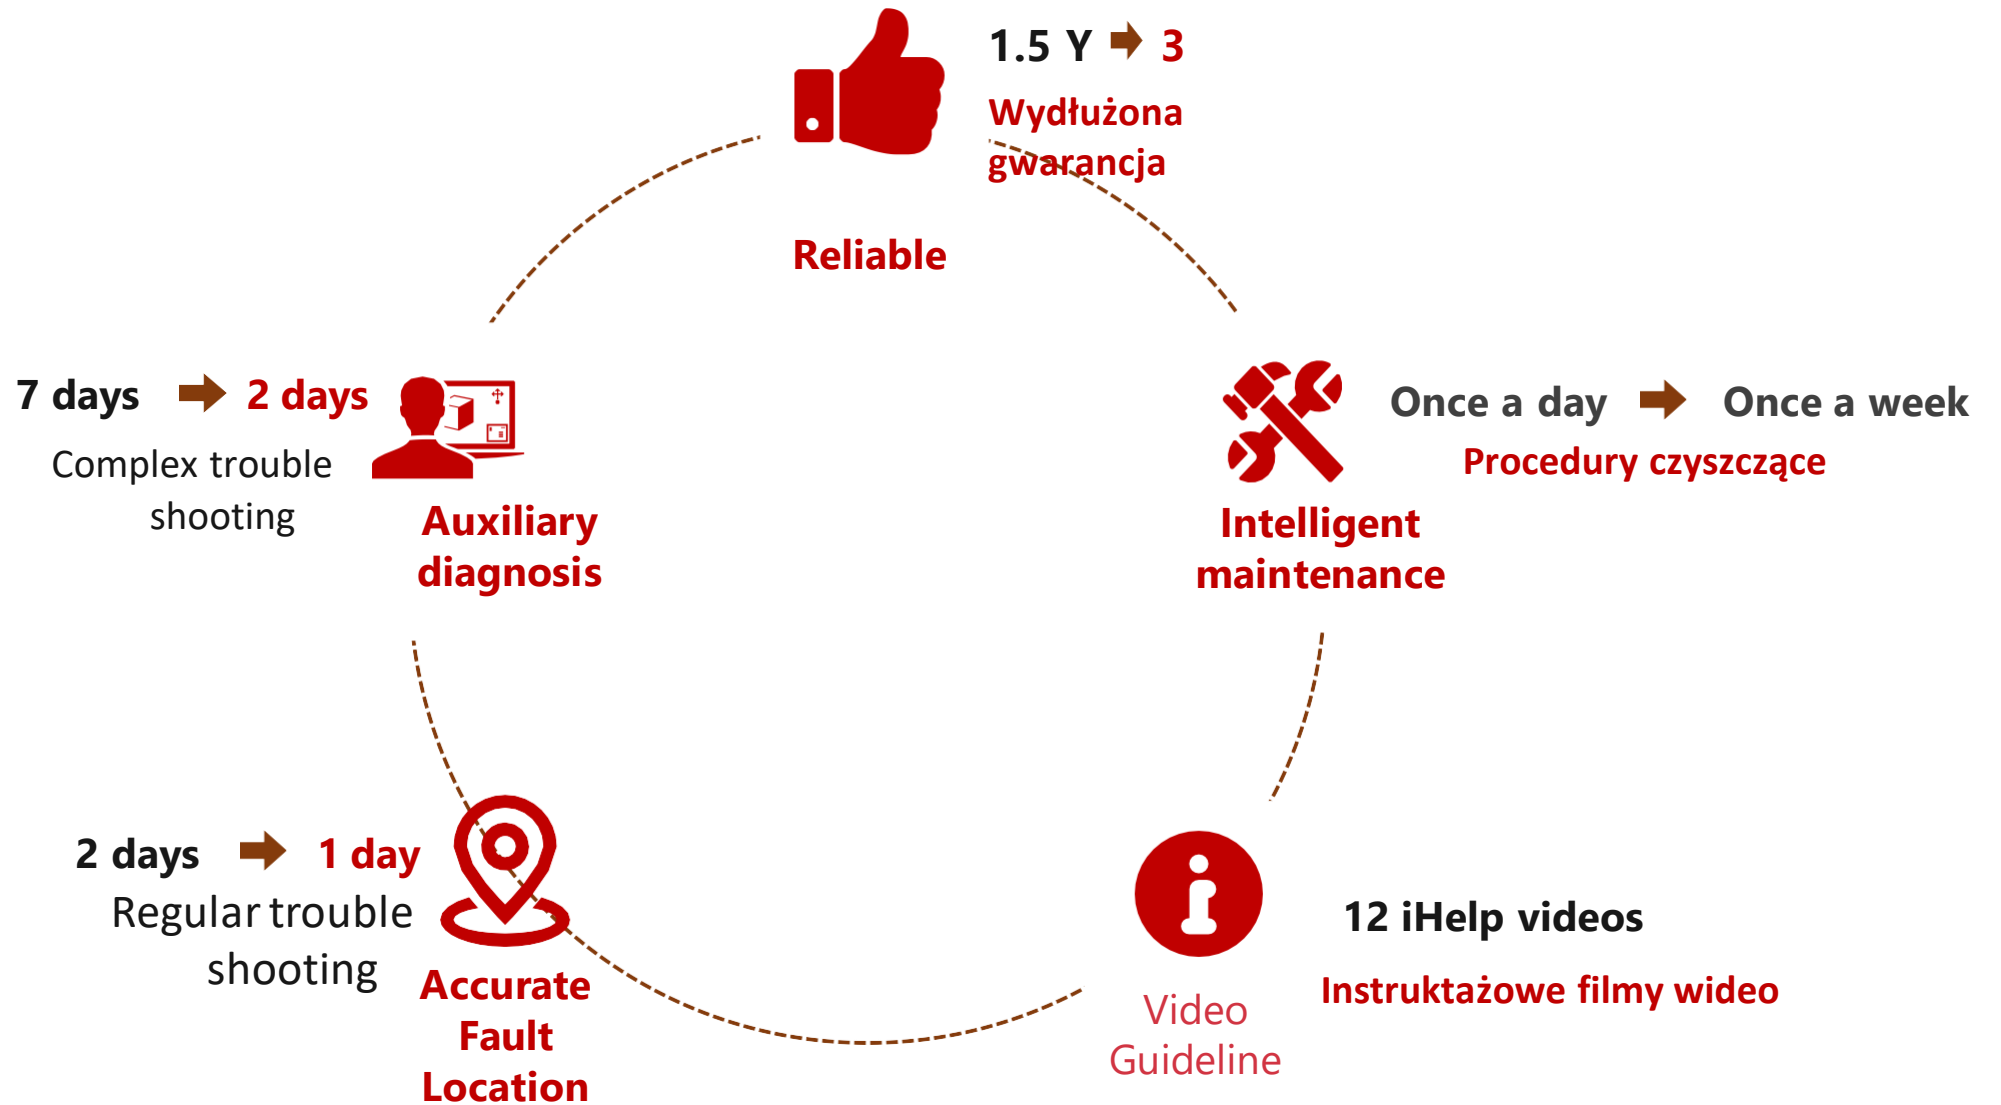 1.5 Y 3
Wydłużona
gwarancja
Reliable
7 days 2 days
Complex trouble
shooting
Auxiliary
diagnosis
Once a day Once a week
Procedury czyszczące
Intelligent
maintenance
2 days 1 day
Regular trouble
shooting
Accurate
Fault
Location
12 iHelp videos
Instruktażowe filmy wideo
Video
Guideline